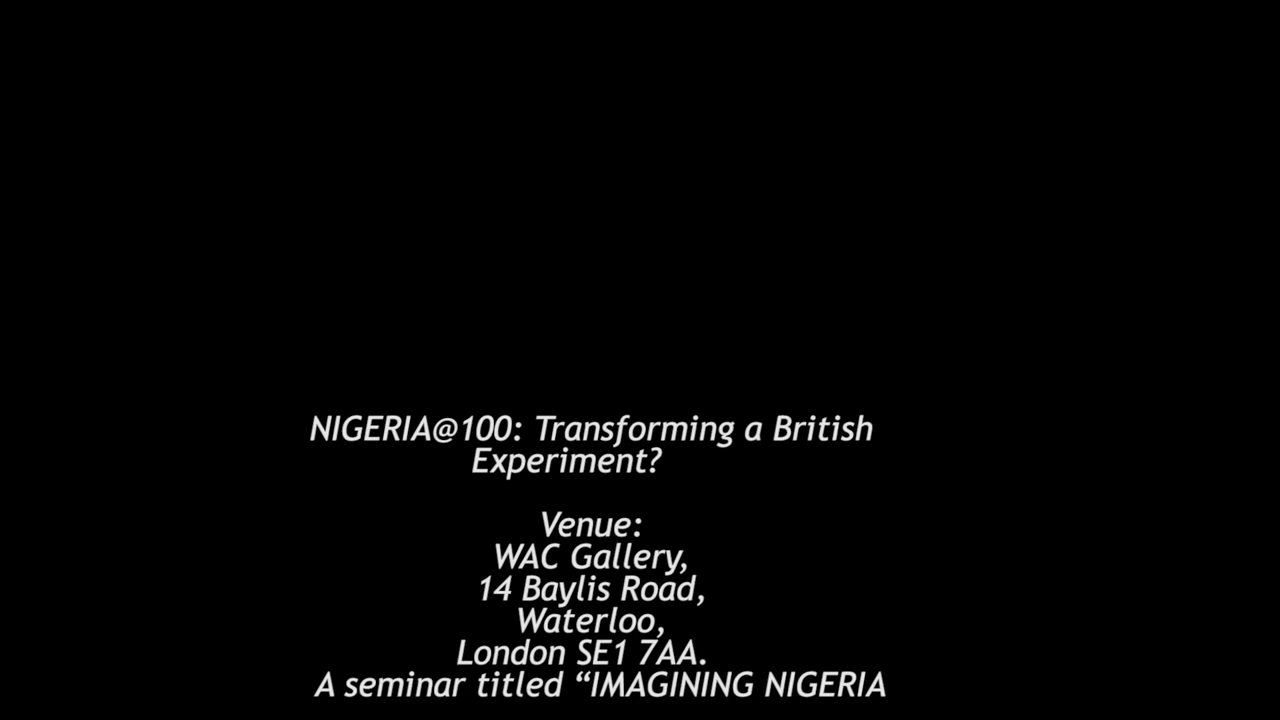 NIGERIA@100: Transforming a British
Experiment?
Venue:
WAC Gallery,
14 Baylis Road,
Waterloo,
London SE1 7AA.
A seminar titled “IMAGINING NIGERIA